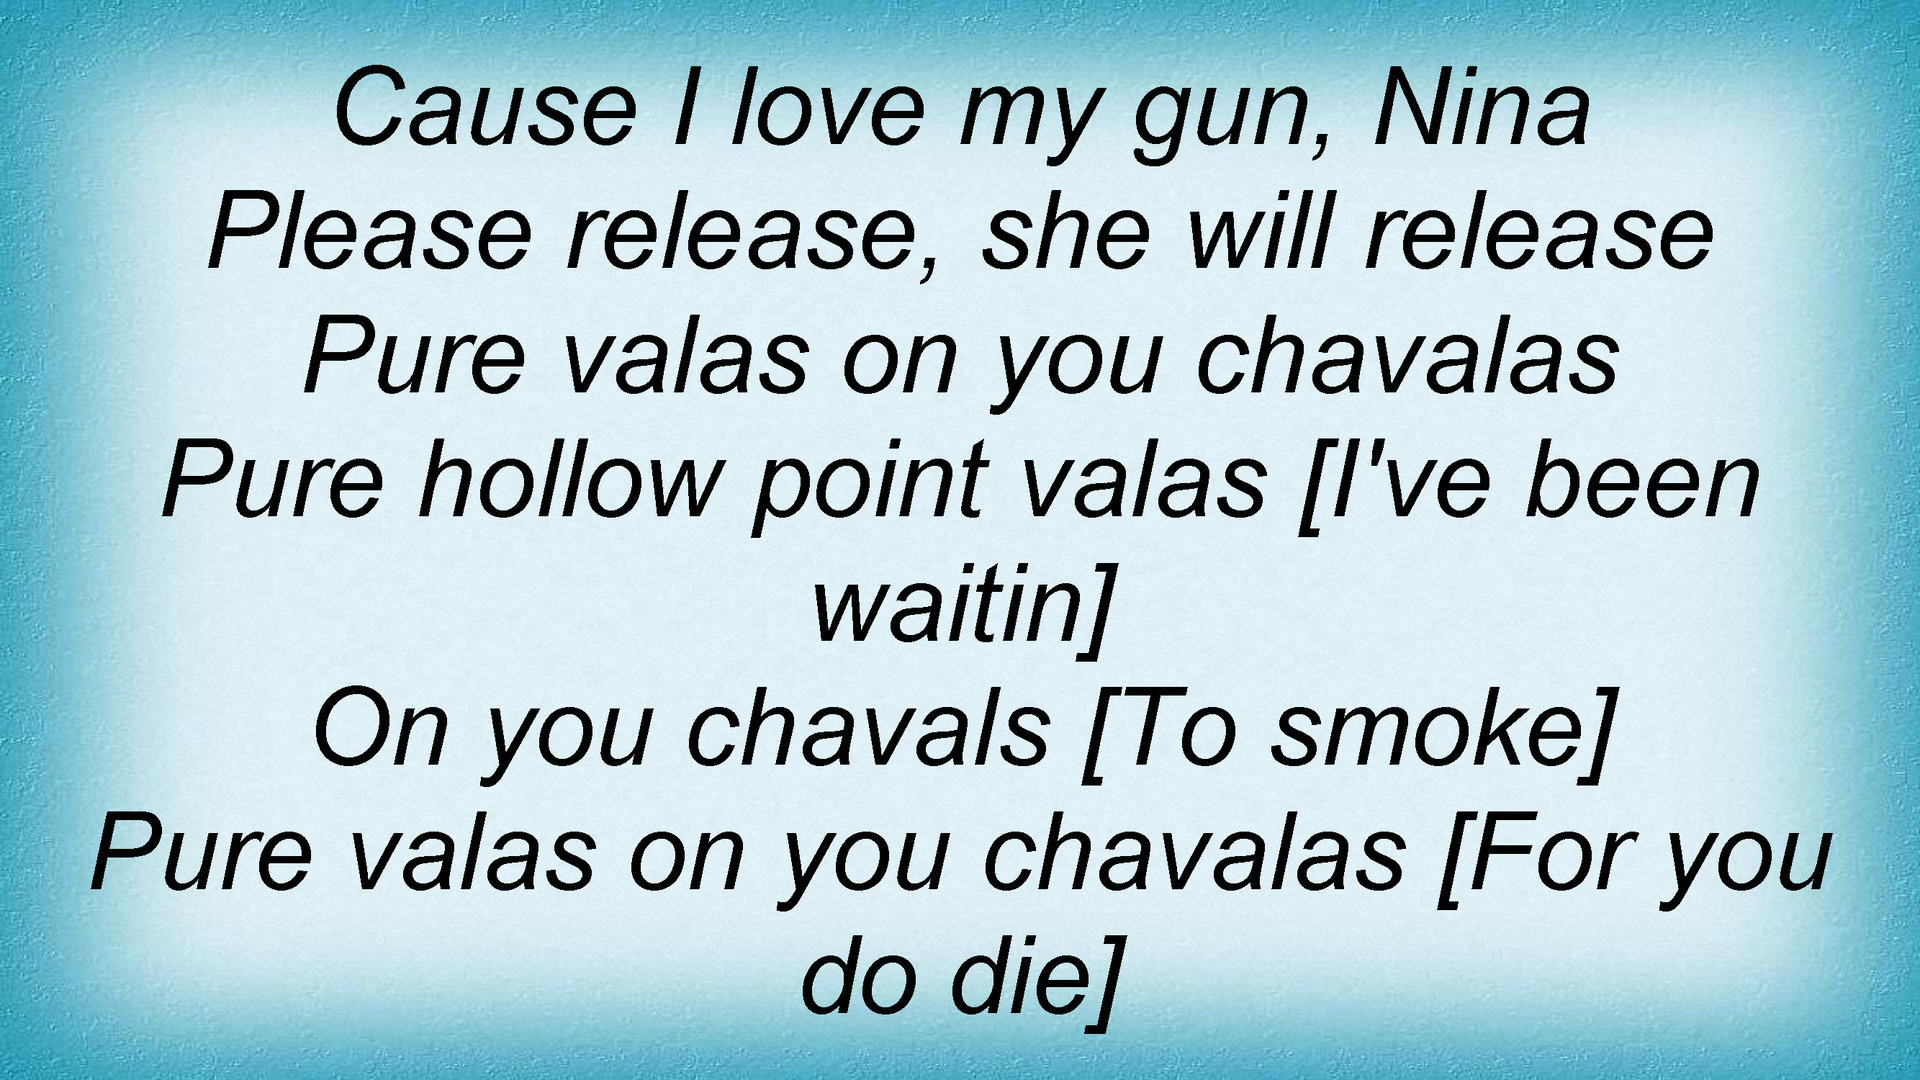 Cause I love my gun, Nina
Please release, she will release
Pure valas on you chavalas
Pure hollow point valas [I've been
waitin]
On you chavals [To smoke]
Pure valas on you chavalas [For you
do die]